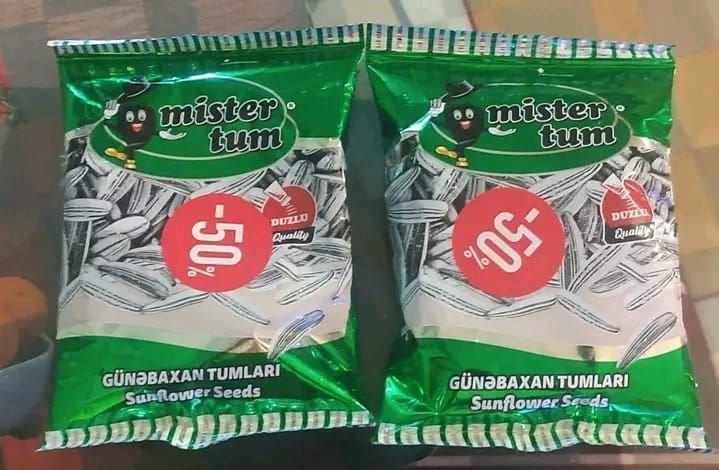 mister
tum
®
-50%
DUZLU
Quality
GÜNƏBAXAN TUMLARI
Sunflower Seeds
mister
tum
®
-50%
DUZLU
Quality
GÜNƏBAXAN TUMLARI
Sunflower Seeds